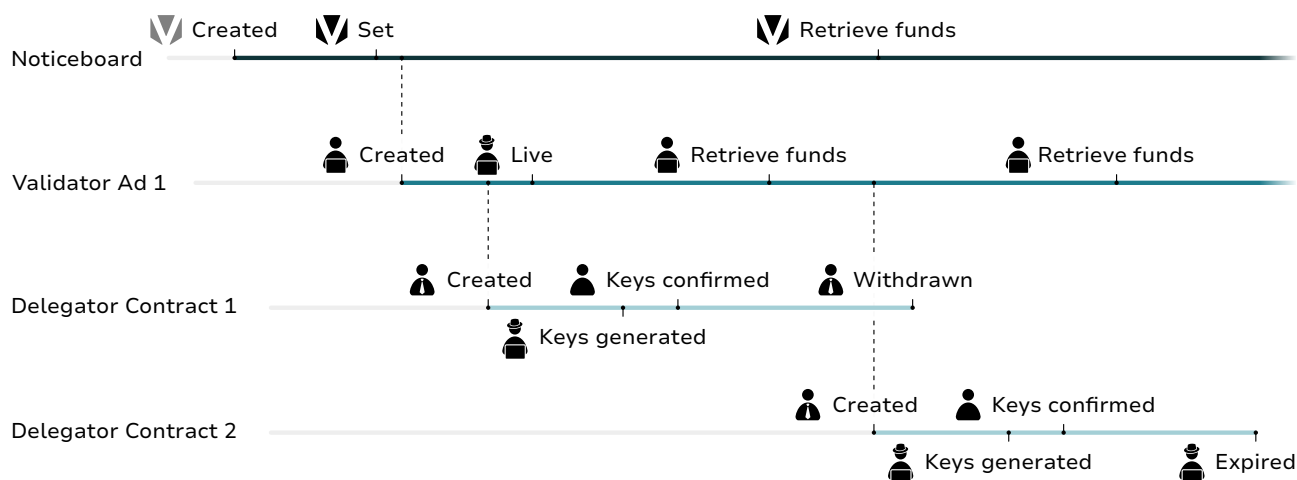 Created
Set
Retrieve funds
Noticeboard
Created
Live
Retrieve funds
Retrieve funds
Validator Ad 1
Created
Keys confirmed
Withdrawn
Delegator Contract 1
Keys generated
Created
Keys confirmed
Delegator Contract 2
Keys generated
Expired